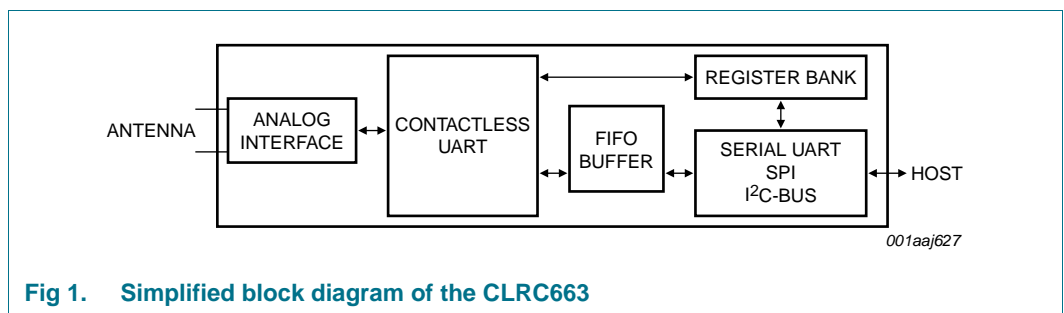 ANTENNA
ANALOG
INTERFACE
CONTACTLESS
UART
FIFO
BUFFER
REGISTER BANK
SERIAL UART
SPI
I²C-BUS
HOST
001aaj627
Fig 1. Simplified block diagram of the CLRC663